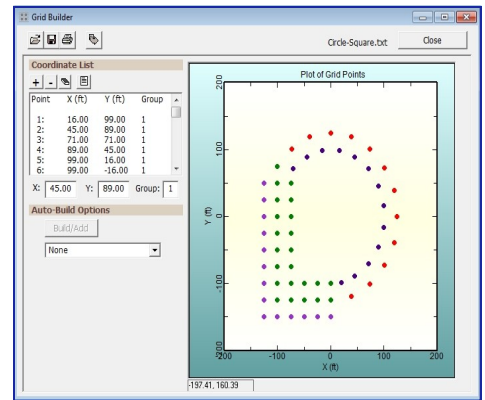 Grid Builder
Circle-Square.txt
Close
Coordinate List
+ -
Point X (ft) Y (ft) Group
1: 16.00 99.00 1
2: 45.00 89.00 1
3: 71.00 71.00 1
4: 89.00 45.00 1
5: 99.00 16.00 1
6: 99.00 -16.00 1
X: 45.00 Y: 89.00 Group: 1
Auto-Build Options
Build/Add
None
Plot of Grid Points
200
100
0
-100
-200
Y (ft)
-200 -100 0 100 200
X (ft)
-197.41, 160.39